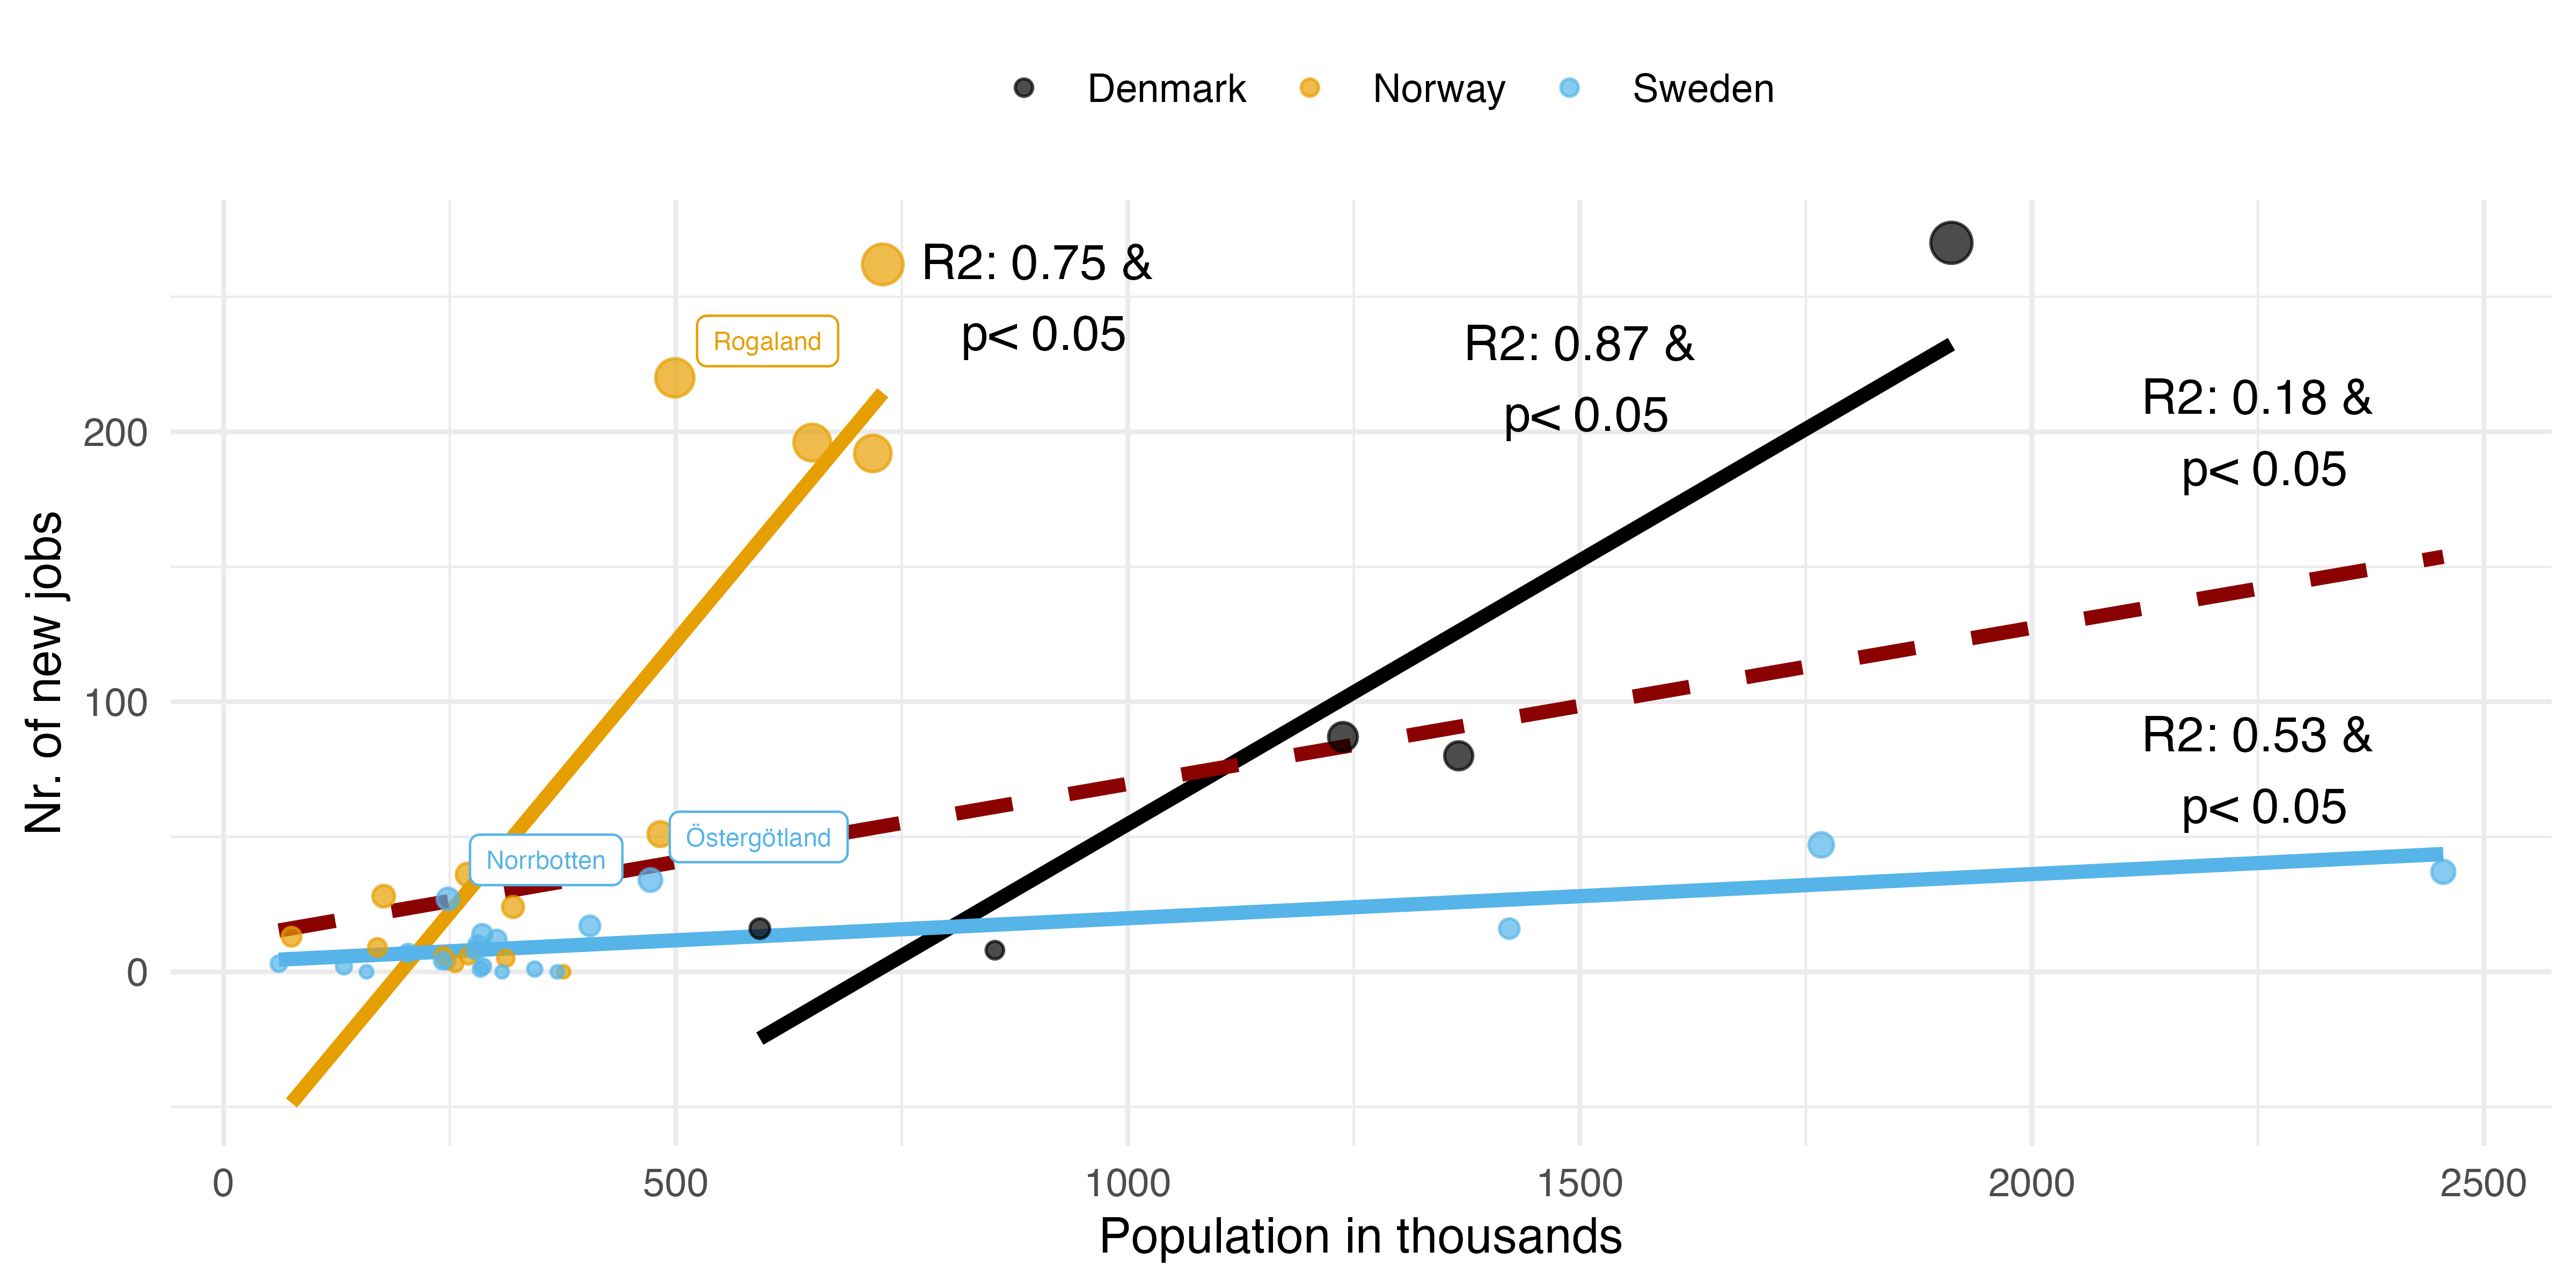 Denmark
Norway
Sweden
R2: 0.75 &
p< 0.05
Rogaland
R2: 0.87 &
p< 0.05
R2: 0.18 &
p< 0.05
R2: 0.53 &
p< 0.05
Östergötland
Norrbotten
200
100
0
Nr. of new jobs
0
500
1000
1500
2000
2500
Population in thousands